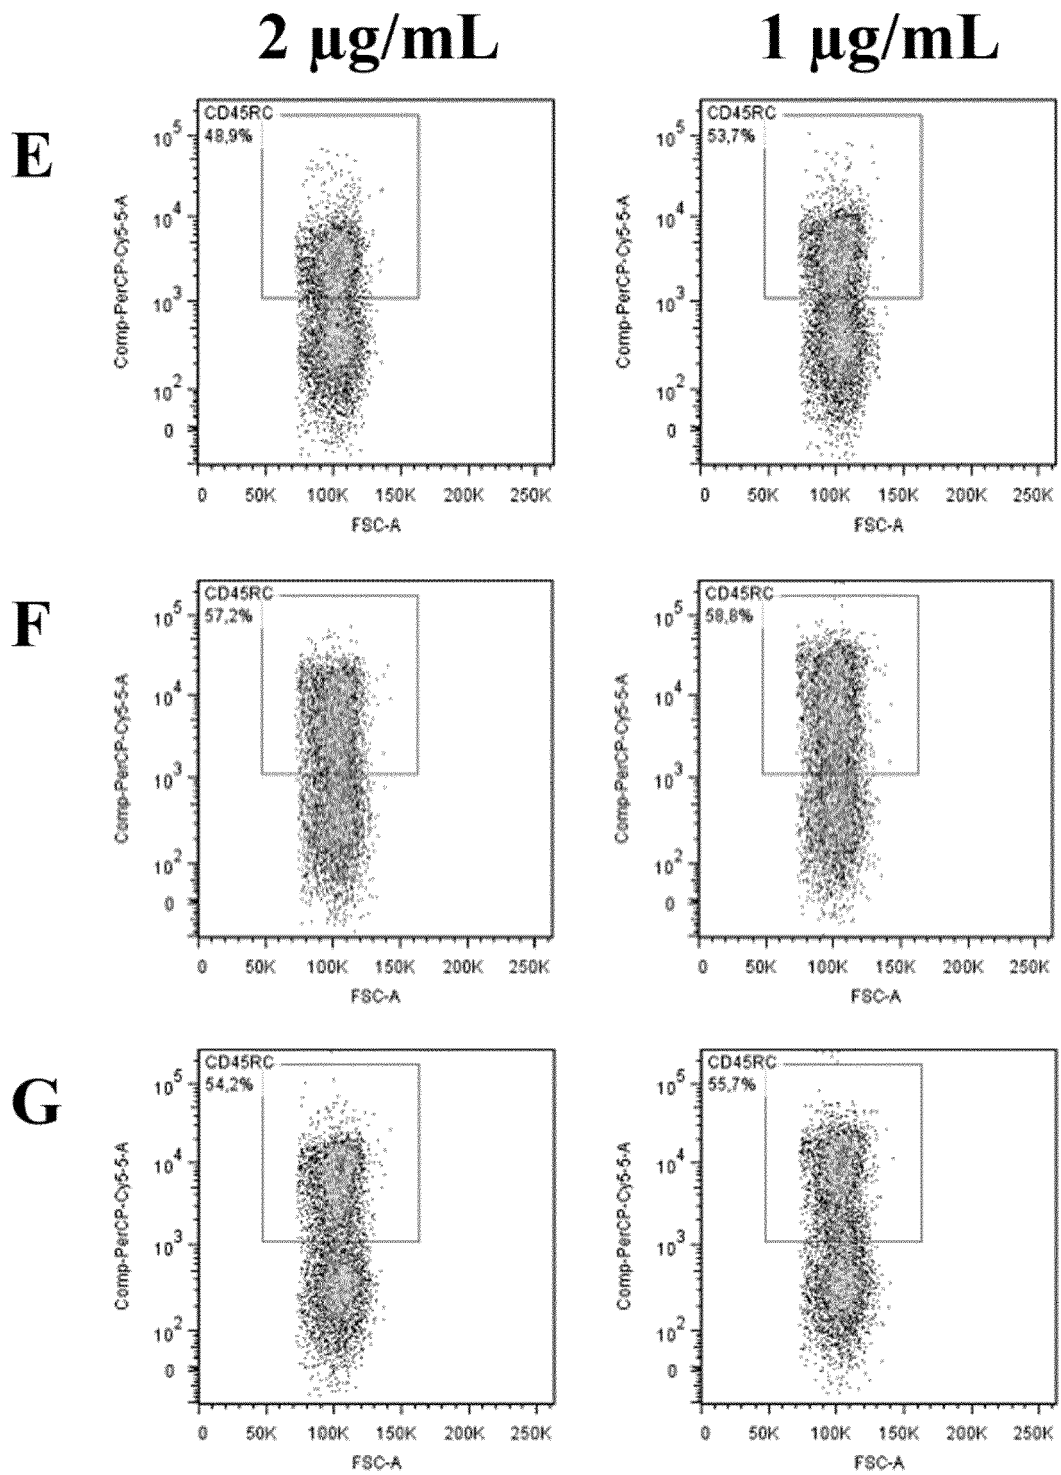 2 µg/mL 1 µg/mL
E
CD45RC
48,9%
10^5
10^4
10^3
10^2
0
Comp-PerCP-Cy5-5-A
0 50K 100K 150K 200K 250K
FSC-A
CD45RC
53,7%
10^5
10^4
10^3
10^2
0
Comp-PerCP-Cy5-5-A
0 50K 100K 150K 200K 250K
FSC-A
F
CD45RC
57,2%
10^5
10^4
10^3
10^2
0
Comp-PerCP-Cy5-5-A
0 50K 100K 150K 200K 250K
FSC-A
CD45RC
58,8%
10^5
10^4
10^3
10^2
0
Comp-PerCP-Cy5-5-A
0 50K 100K 150K 200K 250K
FSC-A
G
CD45RC
54,2%
10^5
10^4
10^3
10^2
0
Comp-PerCP-Cy5-5-A
0 50K 100K 150K 200K 250K
FSC-A
CD45RC
55,7%
10^5
10^4
10^3
10^2
0
Comp-PerCP-Cy5-5-A
0 50K 100K 150K 200K 250K
FSC-A